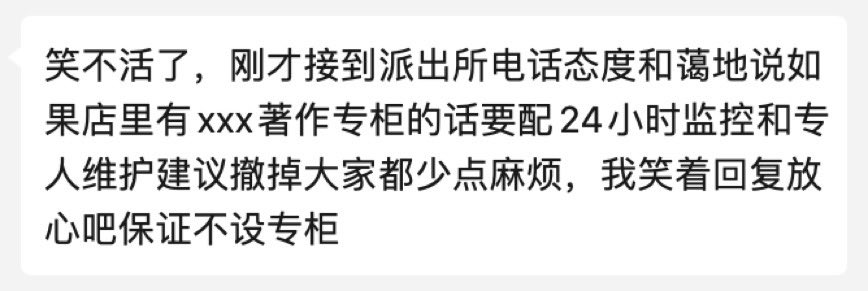 笑不活了，刚才接到派出所电话态度和蔼地说如
果店里有xxx著作专柜的话要配24小时监控和专
人维护建议撤掉大家都少点麻烦，我笑着回复放
心吧保证不设专柜